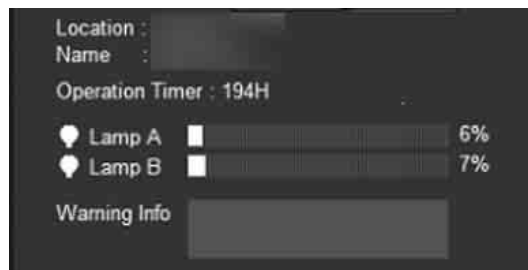 Location :
Name :
Operation Timer : 194H
Lamp A 6%
Lamp B 7%
Warning Info